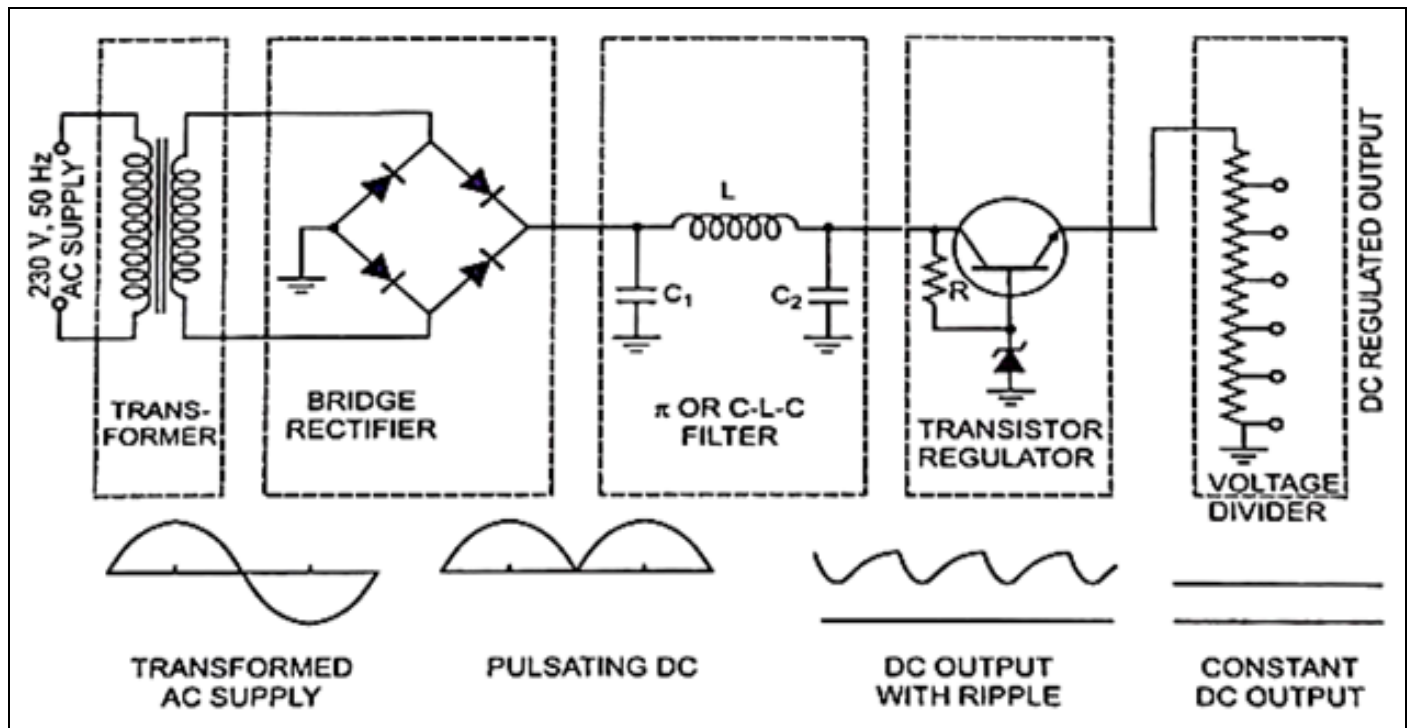 230 V, 50 Hz
AC SUPPLY
TRANS-
FORMER
BRIDGE
RECTIFIER
L
C₁
C₂
π OR C-L-C
FILTER
R
TRANSISTOR
REGULATOR
VOLTAGE
DIVIDER
DC REGULATED OUTPUT
TRANSFORMED
AC SUPPLY
PULSATING DC
DC OUTPUT
WITH RIPPLE
CONSTANT
DC OUTPUT